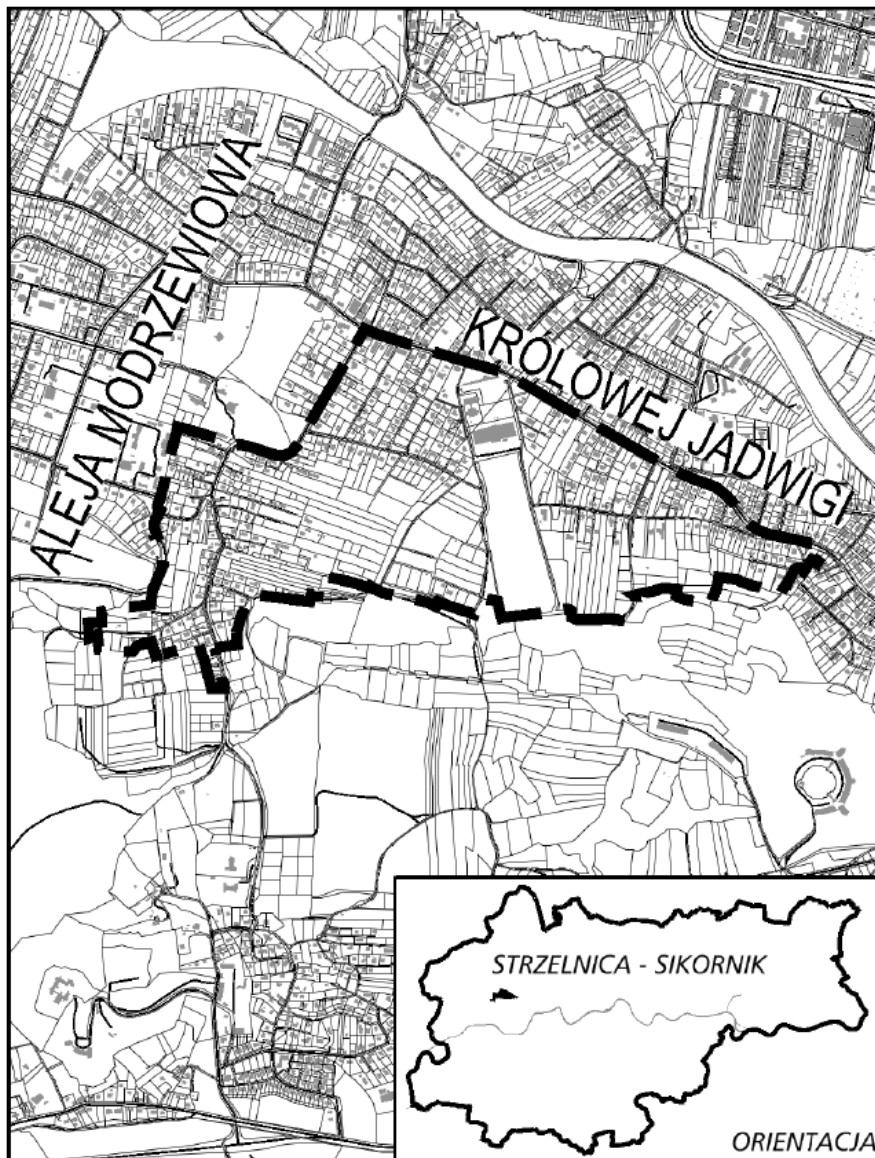 ALEJA MODRZEWIOWA
KRÓLOWEJ JADWIGI
STRZELNICA - SIKORNIK
ORIENTACJA